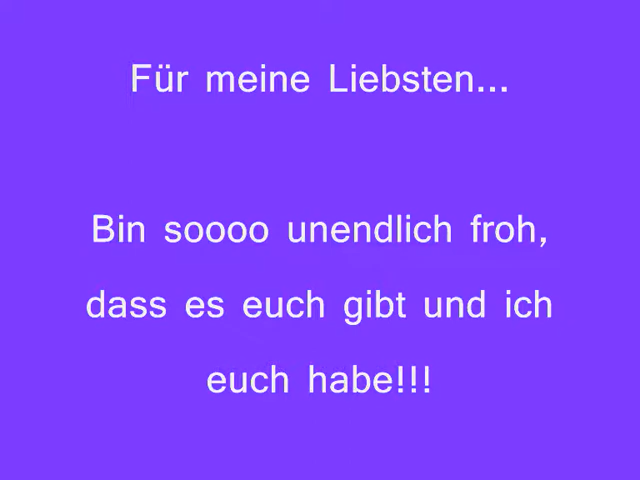 Für meine Liebsten...
Bin soooo unendlich froh,
dass es euch gibt und ich
euch habe!!!